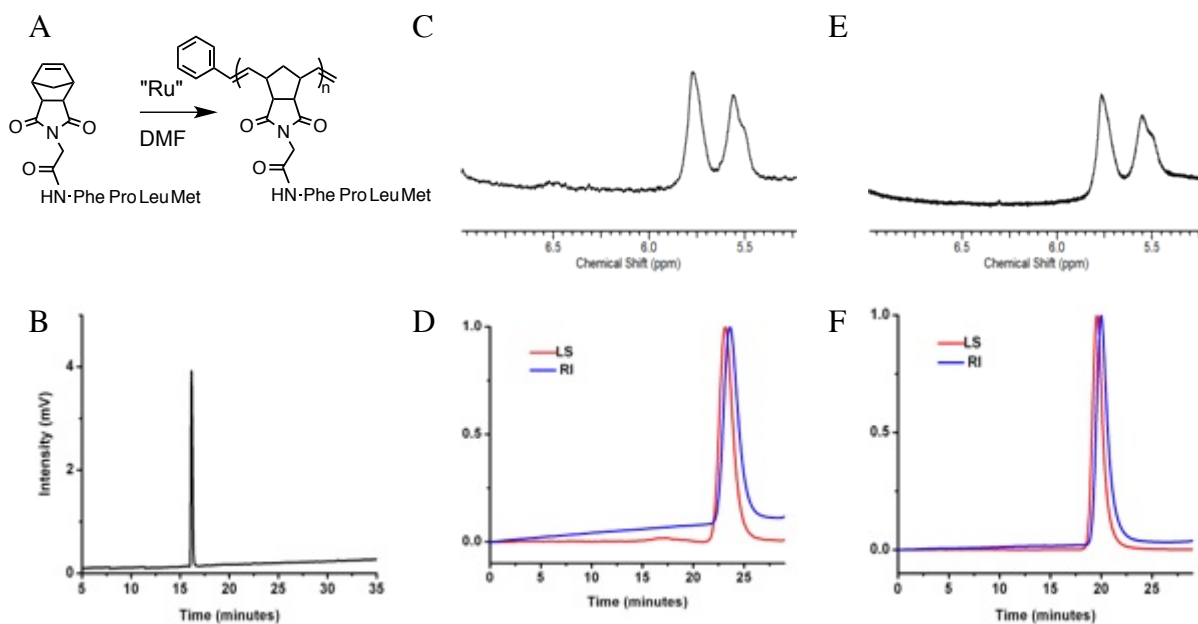 A
"Ru"
DMF
n
O
N
O
O
HN-Phe Pro Leu Met
O
N
O
O
HN-Phe Pro Leu Met
B
Intensity (mV)
4
2
0
5
10
15
20
25
30
35
Time (minutes)
C
6.5
6.0
5.5
Chemical Shift (ppm)
D
1.0
0.5
0.0
LS
RI
0
5
10
15
20
25
Time (minutes)
E
6.5
6.0
5.5
Chemical Shift (ppm)
F
1.0
0.5
0.0
LS
RI
0
5
10
15
20
25
Time (minutes)